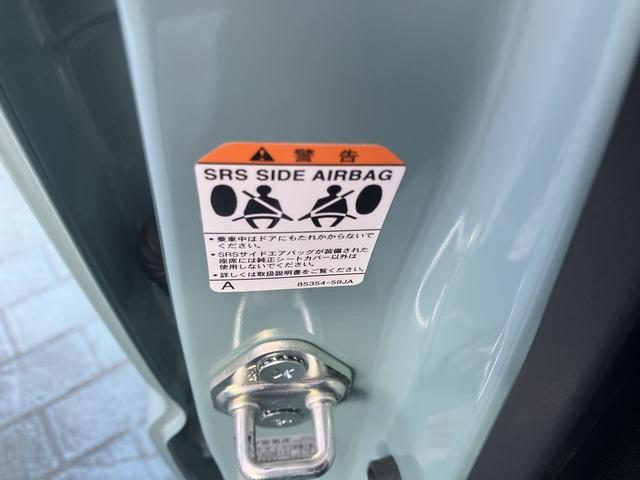 警告
SRS SIDE AIRBAG
・乗車中はドアにもたれかからないで
ください。
・SRSサイドエアバッグが装備された
座席には純正シートカバー以外は
使用しないでください。
・詳しくは取扱説明書をご覧ください。
A 85354-59JA